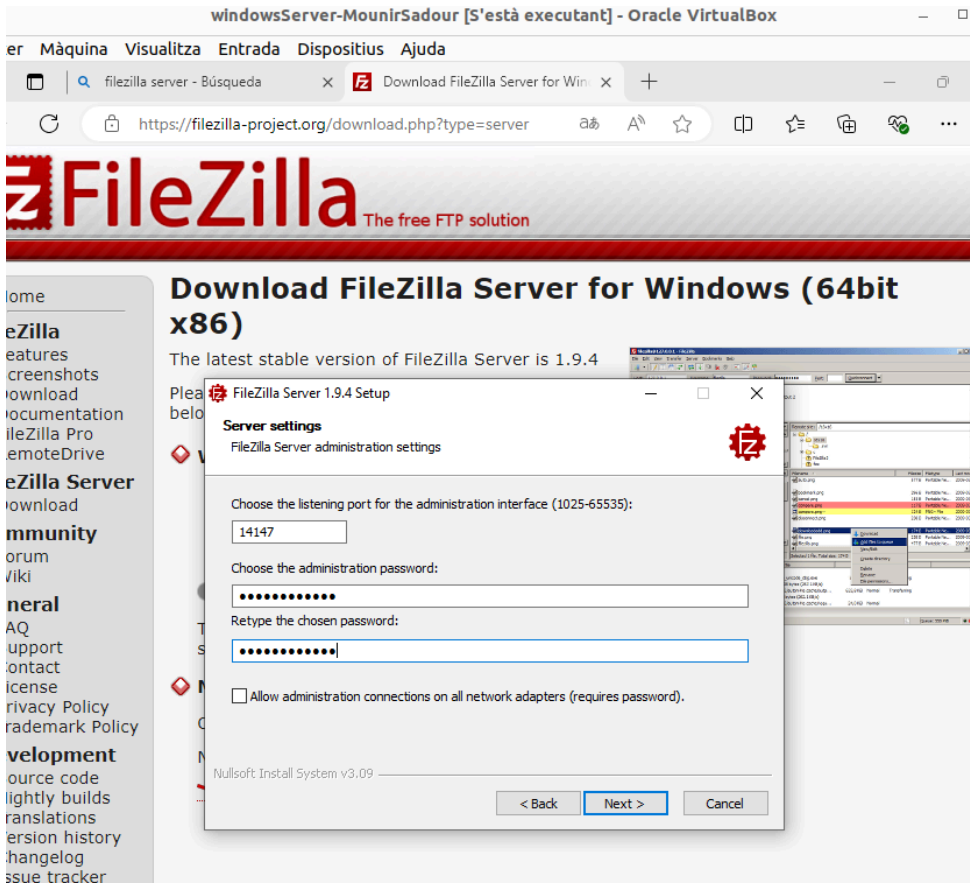 windowsServer-MounirSadour [S'està executant] - Oracle VirtualBox
er Màquina Visualitza Entrada Dispositius Ajuda
filezilla server - Búsqueda
Download FileZilla Server for Win
https://filezilla-project.org/download.php?type=server
FileZilla
The free FTP solution
ome
eZilla
eatures
creenshots
ownload
ocumentation
ileZilla Pro
emoteDrive
eZilla Server
ownload
mmunity
orum
Wiki
neral
AQ
upport
ontact
icense
rivacy Policy
rademark Policy
velopment
ource code
ightly builds
ranslations
ersion history
hangelog
ssue tracker
Download FileZilla Server for Windows (64bit
x86)
The latest stable version of FileZilla Server is 1.9.4
Plea
belo
FileZilla Server 1.9.4 Setup
Server settings
FileZilla Server administration settings
Choose the listening port for the administration interface (1025-65535):
14147
Choose the administration password:
●●●●●●●●●●●●
Retype the chosen password:
●●●●●●●●●●●●
Allow administration connections on all network adapters (requires password).
Nullsoft Install System v3.09
< Back
Next >
Cancel